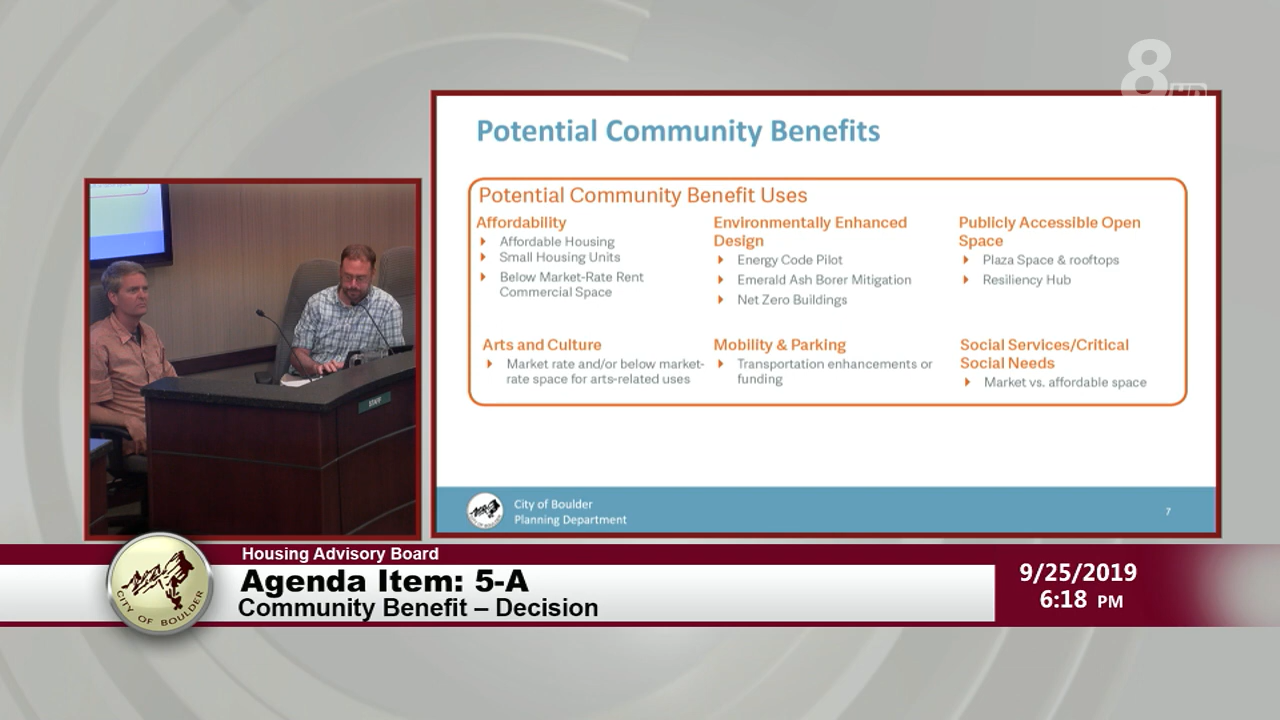 8
HD
Potential Community Benefits
Potential Community Benefit Uses
Affordability
Affordable Housing
Small Housing Units
Below Market-Rate Rent
Commercial Space
Environmentally Enhanced
Design
Energy Code Pilot
Emerald Ash Borer Mitigation
Net Zero Buildings
Publicly Accessible Open
Space
Plaza Space & rooftops
Resiliency Hub
Arts and Culture
Market rate and/or below market-
rate space for arts-related uses
Mobility & Parking
Transportation enhancements or
funding
Social Services/Critical
Social Needs
Market vs. affordable space
STAFF
City of Boulder
Planning Department
7
Housing Advisory Board
Agenda Item: 5-A
Community Benefit – Decision
9/25/2019
6:18 PM
CITY OF BOULDER